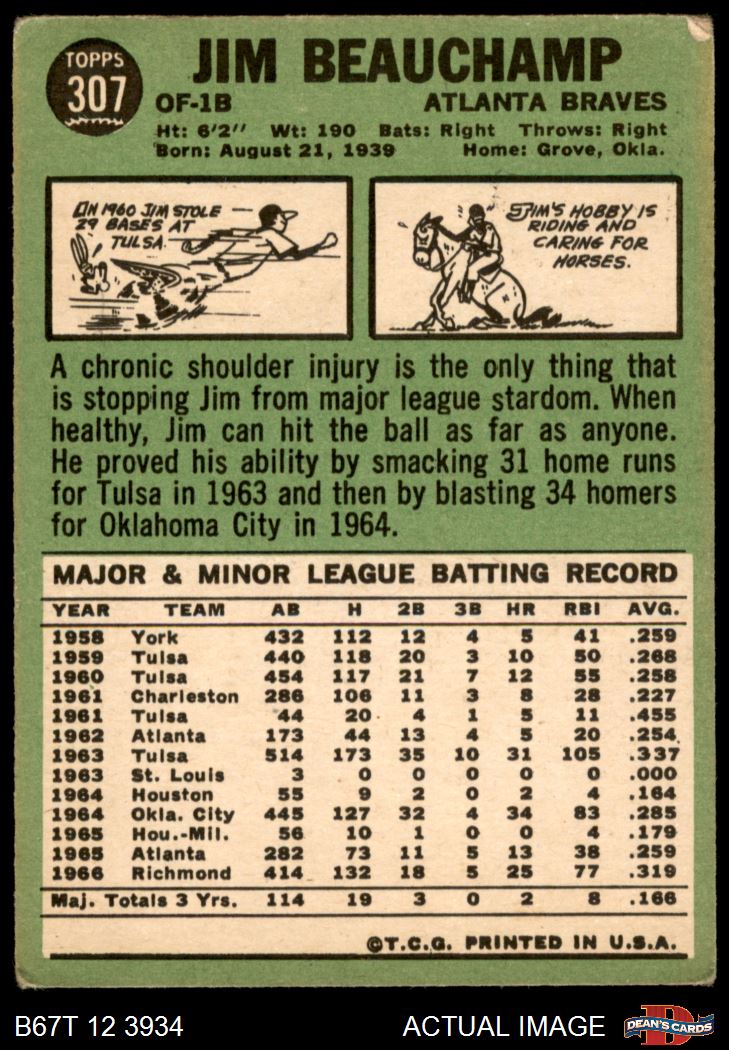 TOPPS
307
JIM BEAUCHAMP
OF-1B ATLANTA BRAVES
Ht: 6'2" Wt: 190 Bats: Right Throws: Right
Born: August 21, 1939 Home: Grove, Okla.
IN 1960 JIM STOLE
29 BASES AT
TULSA.
JIM'S HOBBY IS
RIDING AND
CARING FOR
HORSES.
A chronic shoulder injury is the only thing that
is stopping Jim from major league stardom. When
healthy, Jim can hit the ball as far as anyone.
He proved his ability by smacking 31 home runs
for Tulsa in 1963 and then by blasting 34 homers
for Oklahoma City in 1964.
MAJOR & MINOR LEAGUE BATTING RECORD
YEAR TEAM AB H 2B 3B HR RBI AVG.
1958 York 432 112 12 4 5 41 .259
1959 Tulsa 440 118 20 3 10 50 .268
1960 Tulsa 454 117 21 7 12 55 .258
1961 Charleston 286 106 11 3 8 28 .227
1961 Tulsa 44 20 4 1 5 11 .455
1962 Atlanta 173 44 13 4 5 20 .254
1963 Tulsa 514 173 35 10 31 105 .337
1963 St. Louis 3 0 0 0 0 0 .000
1964 Houston 55 9 2 0 2 4 .164
1964 Okla. City 445 127 32 4 34 83 .285
1965 Hou.-Mil. 56 10 1 0 0 4 .179
1965 Atlanta 282 73 11 5 13 38 .259
1966 Richmond 414 132 18 5 25 77 .319
Maj. Totals 3 Yrs. 114 19 3 0 2 8 .166
©T.C.G. PRINTED IN U.S.A.
B67T 12 3934 ACTUAL IMAGE DEAN'S CARDS